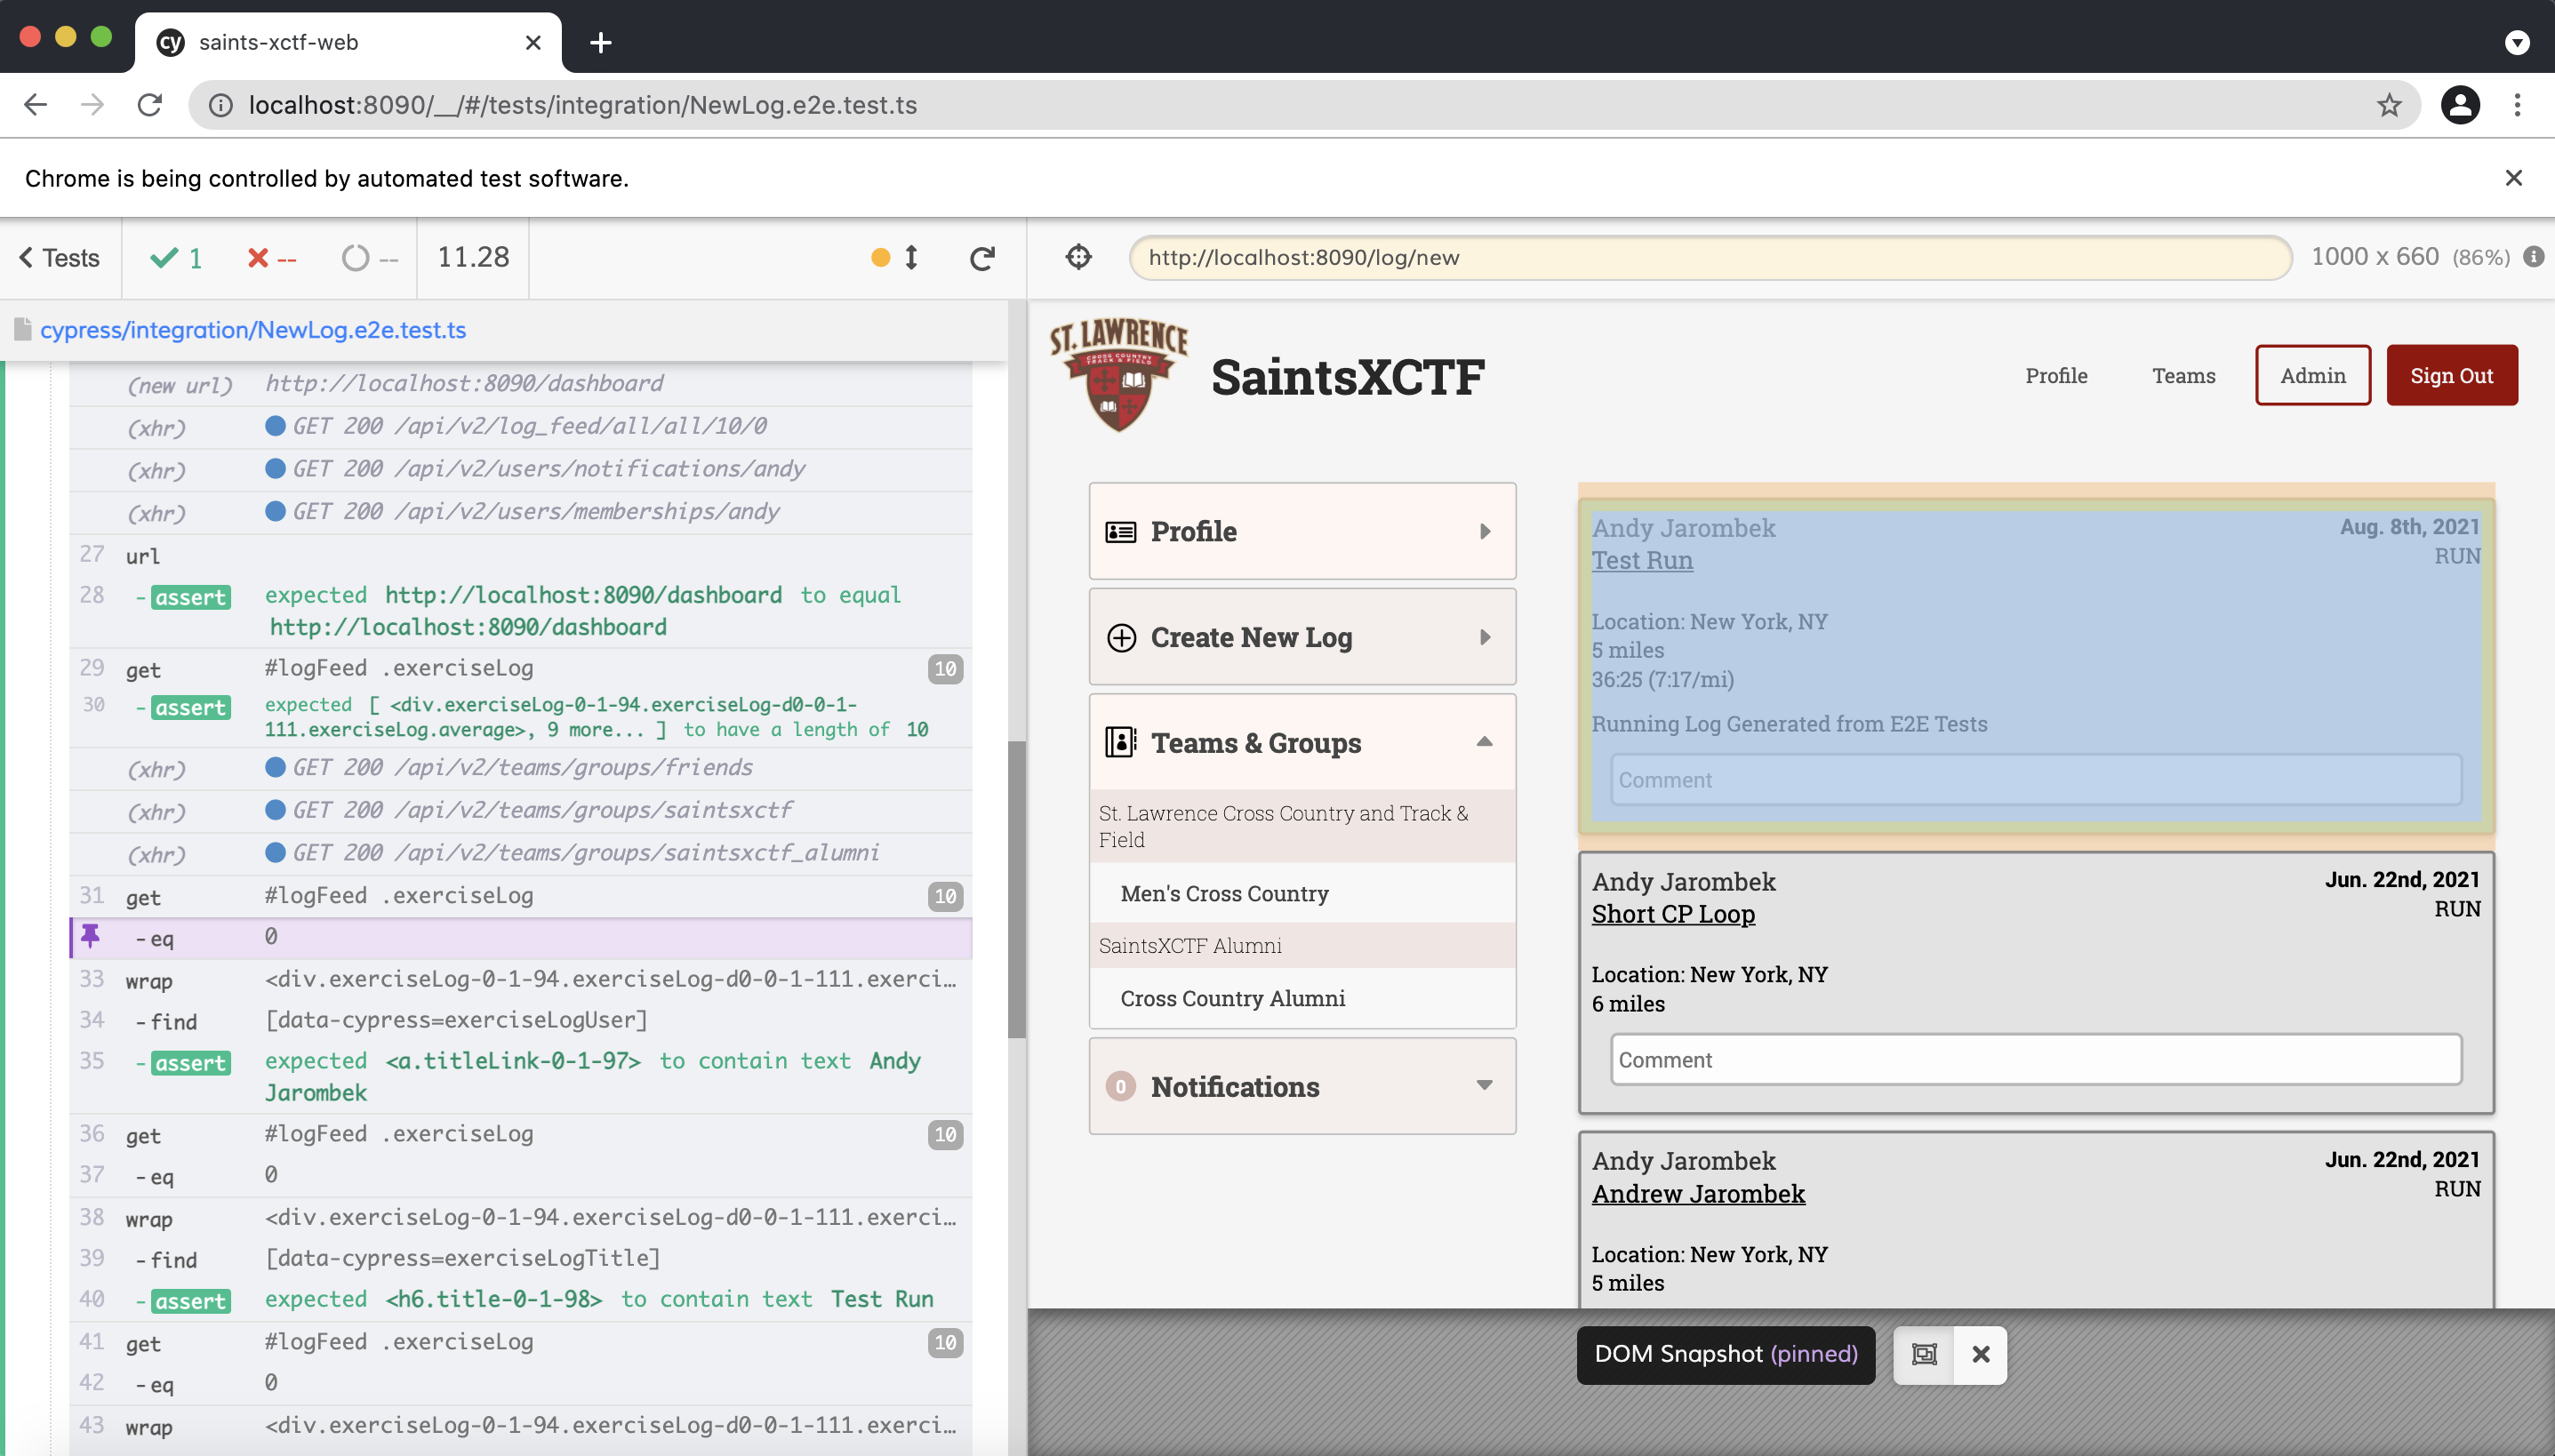 saints-xctf-web
localhost:8090/__/#/tests/integration/NewLog.e2e.test.ts
Chrome is being controlled by automated test software.
Tests
1
--
--
11.28
http://localhost:8090/log/new
1000 x 660 (86%)
cypress/integration/NewLog.e2e.test.ts
(new url) http://localhost:8090/dashboard
(xhr) GET 200 /api/v2/log_feed/all/all/10/0
(xhr) GET 200 /api/v2/users/notifications/andy
(xhr) GET 200 /api/v2/users/memberships/andy
27 url
28 -assert expected http://localhost:8090/dashboard to equal
http://localhost:8090/dashboard
29 get #logFeed .exerciseLog 10
30 -assert expected [ <div.exerciseLog-0-1-94.exerciseLog-d0-0-1-
111.exerciseLog.average>, 9 more... ] to have a length of 10
(xhr) GET 200 /api/v2/teams/groups/friends
(xhr) GET 200 /api/v2/teams/groups/saintsxctf
(xhr) GET 200 /api/v2/teams/groups/saintsxctf_alumni
31 get #logFeed .exerciseLog 10
-eq 0
33 wrap <div.exerciseLog-0-1-94.exerciseLog-d0-0-1-111.exerci…
34 -find [data-cypress=exerciseLogUser]
35 -assert expected <a.titleLink-0-1-97> to contain text Andy
Jarombek
36 get #logFeed .exerciseLog 10
37 -eq 0
38 wrap <div.exerciseLog-0-1-94.exerciseLog-d0-0-1-111.exerci…
39 -find [data-cypress=exerciseLogTitle]
40 -assert expected <h6.title-0-1-98> to contain text Test Run
41 get #logFeed .exerciseLog 10
42 -eq 0
43 wrap <div.exerciseLog-0-1-94.exerciseLog-d0-0-1-111.exerci…
ST. LAWRENCE
CROSS COUNTRY
TRACK & FIELD
SaintsXCTF
Profile
Teams
Admin
Sign Out
Profile
Create New Log
Teams & Groups
St. Lawrence Cross Country and Track &
Field
Men's Cross Country
SaintsXCTF Alumni
Cross Country Alumni
0 Notifications
Andy Jarombek Aug. 8th, 2021
Test Run RUN
Location: New York, NY
5 miles
36:25 (7:17/mi)
Running Log Generated from E2E Tests
Comment
Andy Jarombek Jun. 22nd, 2021
Short CP Loop RUN
Location: New York, NY
6 miles
Comment
Andy Jarombek Jun. 22nd, 2021
Andrew Jarombek RUN
Location: New York, NY
5 miles
DOM Snapshot (pinned)